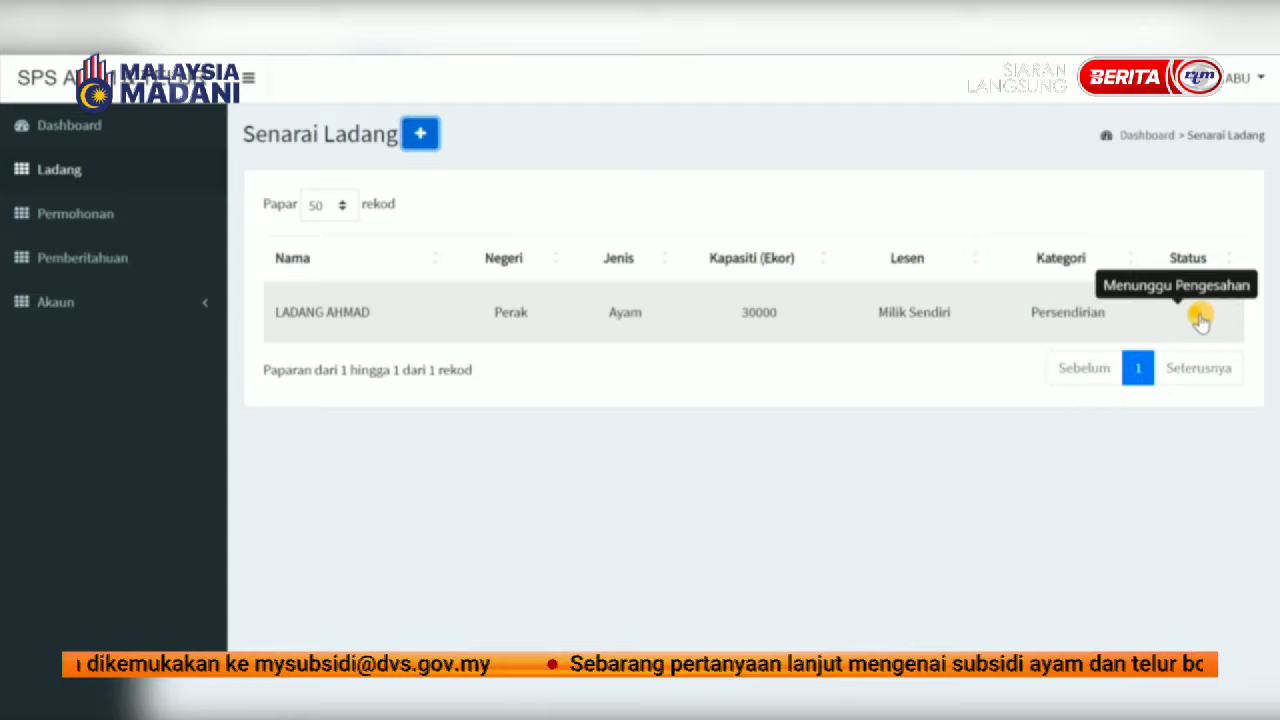 SPS A
MALAYSIA
MADANI
SIARAN
LANGSUNG
BERITA rtm
ABU
Dashboard
Ladang
Permohonan
Pemberitahuan
Akaun
Senarai Ladang +
Dashboard > Senarai Ladang
Papar 50 rekod
Nama Negeri Jenis Kapasiti (Ekor) Lesen Kategori Status
Menunggu Pengesahan
LADANG AHMAD Perak Ayam 30000 Milik Sendiri Persendirian
Paparan dari 1 hingga 1 dari 1 rekod
Sebelum 1 Seterusnya
dikemukakan ke mysubsidi@dvs.gov.my • Sebarang pertanyaan lanjut mengenai subsidi ayam dan telur